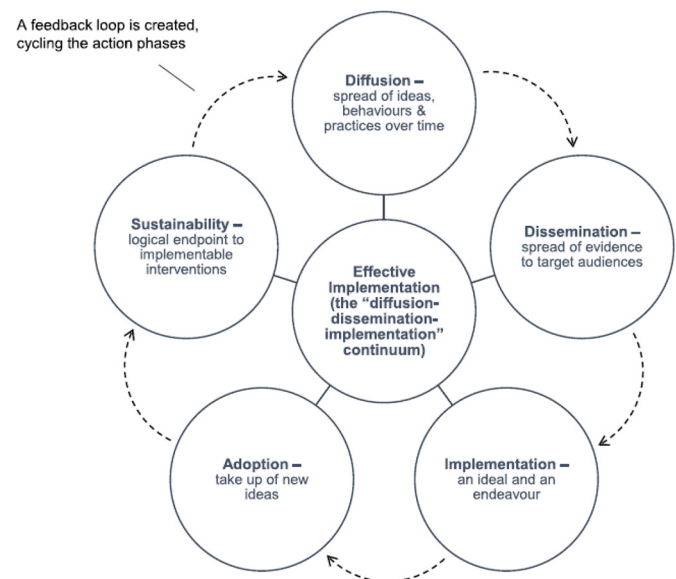 A feedback loop is created,
cycling the action phases
Diffusion –
spread of ideas,
behaviours &
practices over time
Dissemination –
spread of evidence
to target audiences
Sustainability –
logical endpoint to
implementable
interventions
Effective
Implementation
(the “diffusion-
dissemination-
implementation”
continuum)
Adoption –
take up of new
ideas
Implementation –
an ideal and an
endeavour